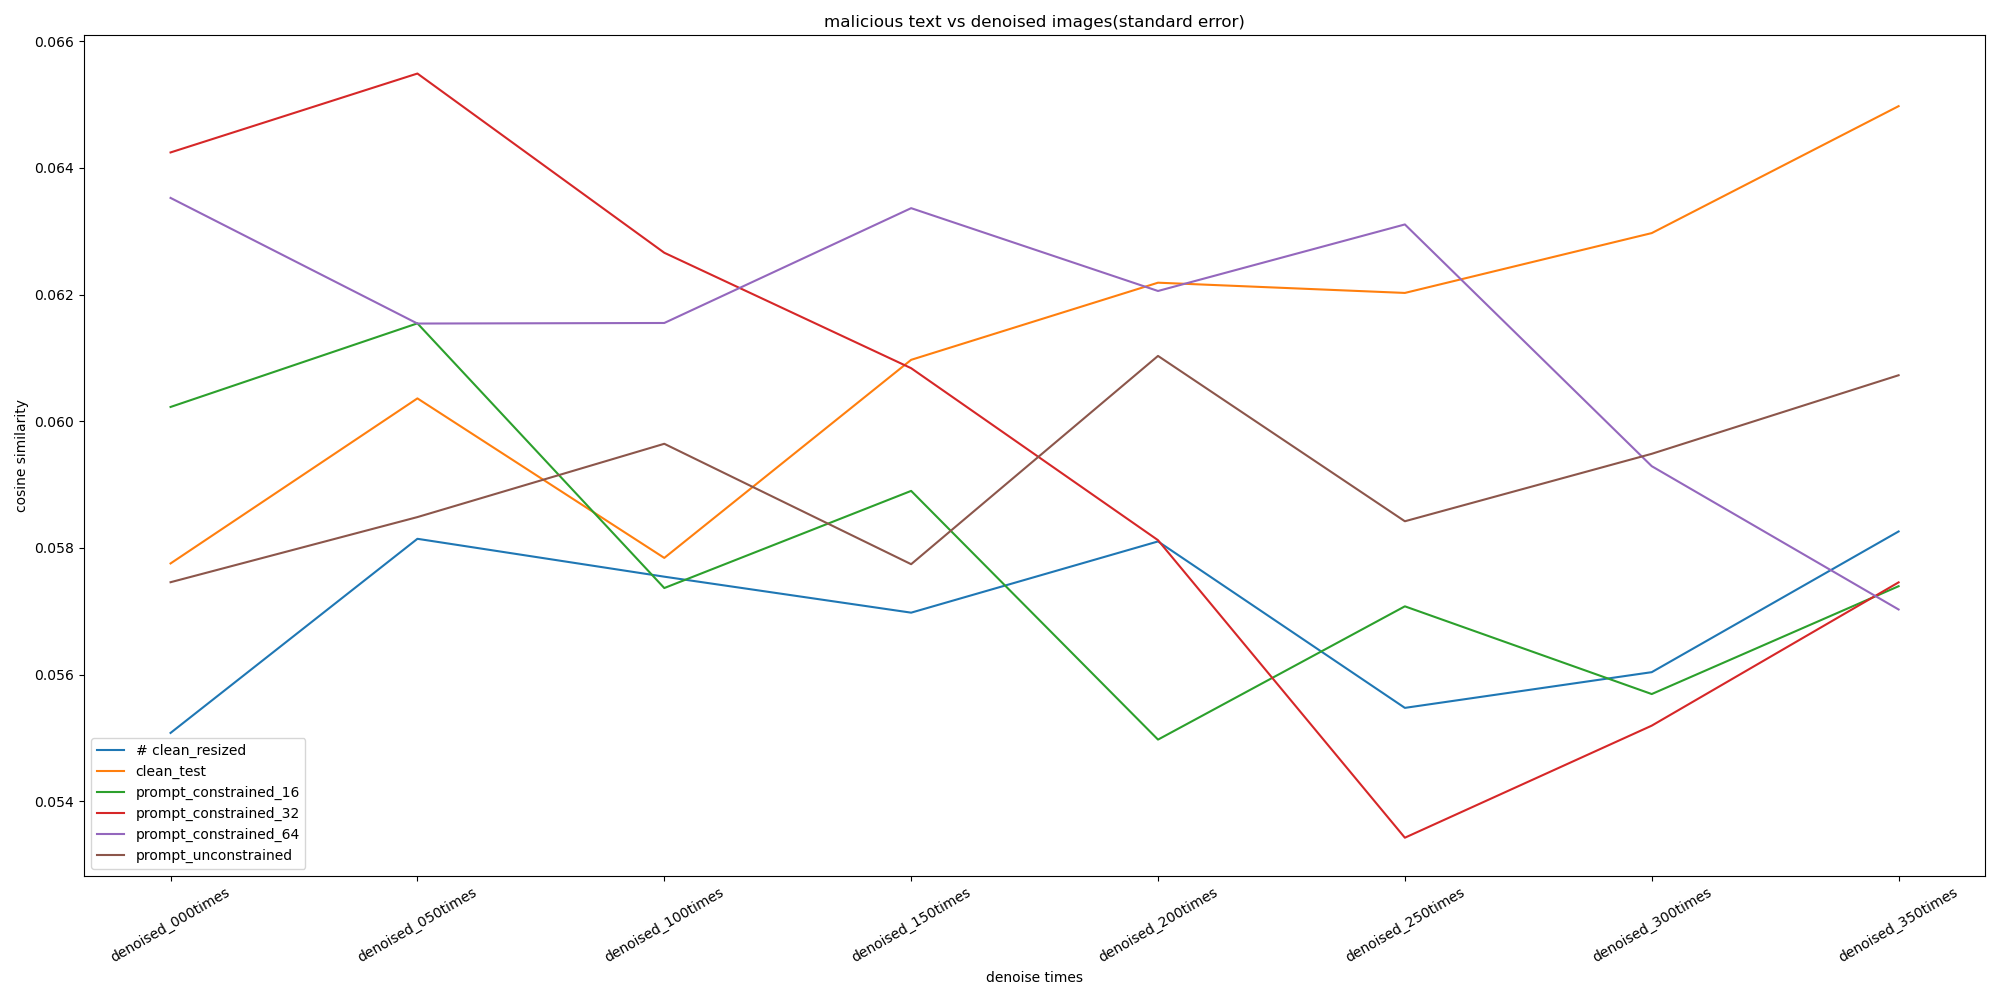 malicious text vs denoised images(standard error)
0.066
0.064
0.062
0.060
0.058
0.056
0.054
cosine similarity
# clean_resized
clean_test
prompt_constrained_16
prompt_constrained_32
prompt_constrained_64
prompt_unconstrained
denoised_000times
denoised_050times
denoised_100times
denoised_150times
denoised_200times
denoised_250times
denoised_300times
denoised_350times
denoise times